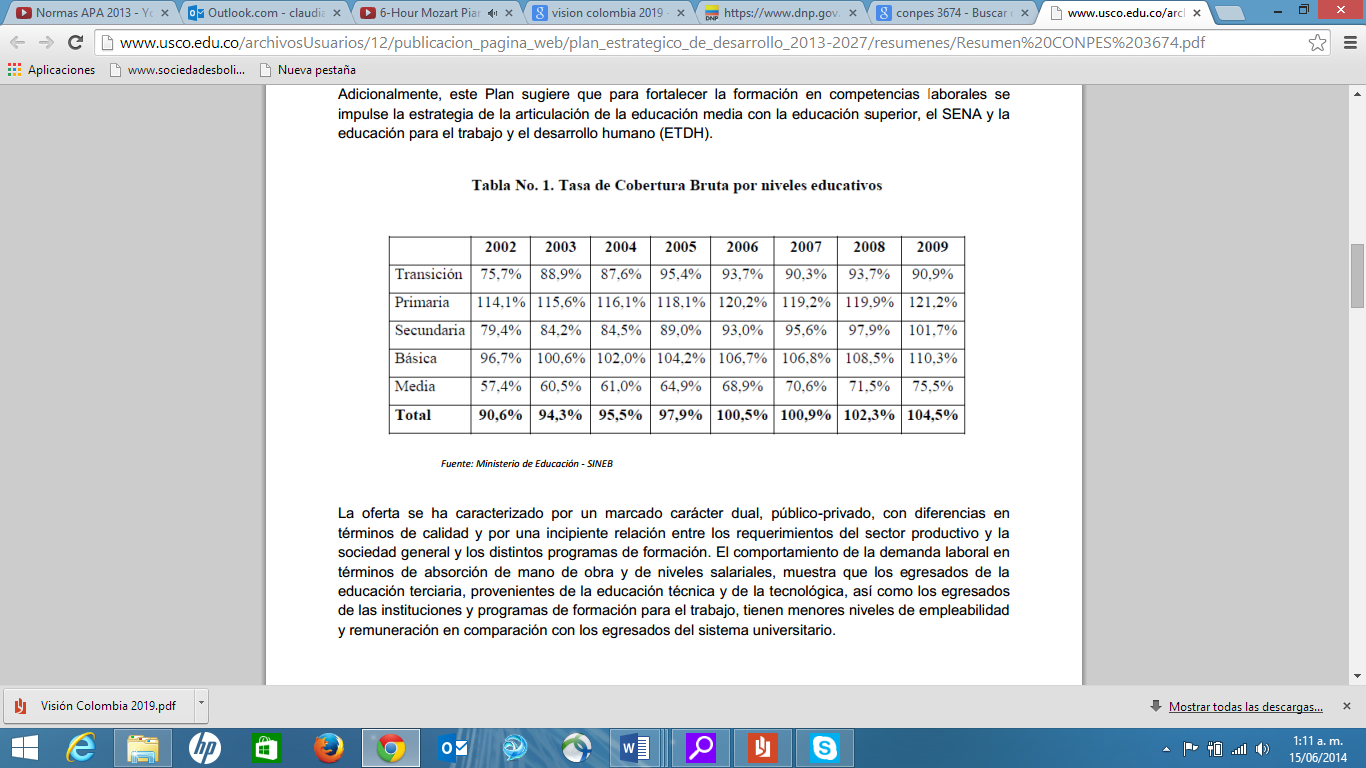 Normas APA 2013 - Yo
Outlook.com - claudia
6-Hour Mozart Pian
vision colombia 2019 -
https://www.dnp.gov.
conpes 3674 - Buscar
www.usco.edu.co/arc
www.usco.edu.co/archivosUsuarios/12/publicacion_pagina_web/plan_estrategico_de_desarrollo_2013-2027/resumenes/Resumen%20CONPES%203674.pdf
Aplicaciones www.sociedadesboli... Nueva pestaña
Adicionalmente, este Plan sugiere que para fortalecer la formación en competencias laborales se
impulse la estrategia de la articulación de la educación media con la educación superior, el SENA y la
educación para el trabajo y el desarrollo humano (ETDH).
Tabla No. 1. Tasa de Cobertura Bruta por niveles educativos
2002 2003 2004 2005 2006 2007 2008 2009
Transición 75,7% 88,9% 87,6% 95,4% 93,7% 90,3% 93,7% 90,9%
Primaria 114,1% 115,6% 116,1% 118,1% 120,2% 119,2% 119,9% 121,2%
Secundaria 79,4% 84,2% 84,5% 89,0% 93,0% 95,6% 97,9% 101,7%
Básica 96,7% 100,6% 102,0% 104,2% 106,7% 106,8% 108,5% 110,3%
Media 57,4% 60,5% 61,0% 64,9% 68,9% 70,6% 71,5% 75,5%
Total 90,6% 94,3% 95,5% 97,9% 100,5% 100,9% 102,3% 104,5%
Fuente: Ministerio de Educación - SINEB
La oferta se ha caracterizado por un marcado carácter dual, público-privado, con diferencias en
términos de calidad y por una incipiente relación entre los requerimientos del sector productivo y la
sociedad general y los distintos programas de formación. El comportamiento de la demanda laboral en
términos de absorción de mano de obra y de niveles salariales, muestra que los egresados de la
educación terciaria, provenientes de la educación técnica y de la tecnológica, así como los egresados
de las instituciones y programas de formación para el trabajo, tienen menores niveles de empleabilidad
y remuneración en comparación con los egresados del sistema universitario.
Visión Colombia 2019.pdf
Mostrar todas las descargas...
1:11 a. m.
15/06/2014